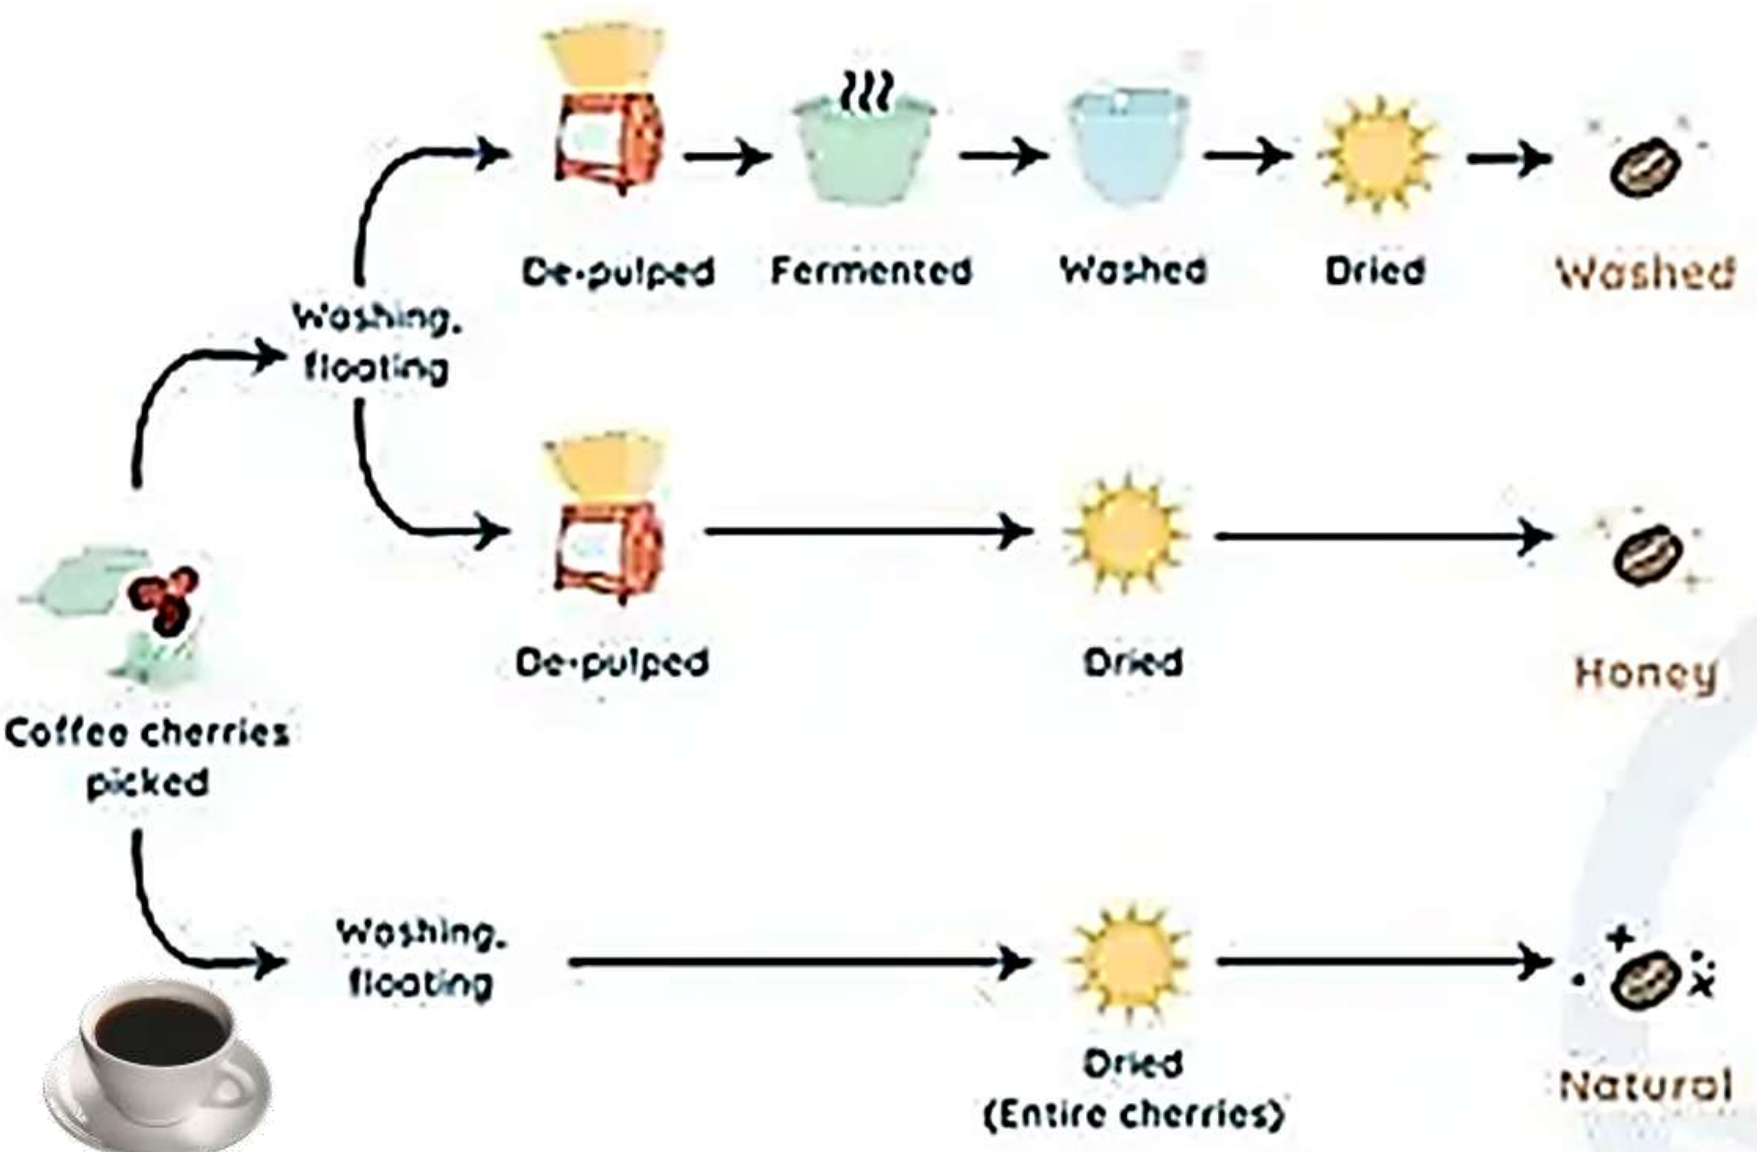 De-pulped
Fermented
Washed
Dried
Washed
Washing,
floating
De-pulped
Dried
Honey
Coffee cherries
picked
Washing,
floating
Dried
(Entire cherries)
Natural